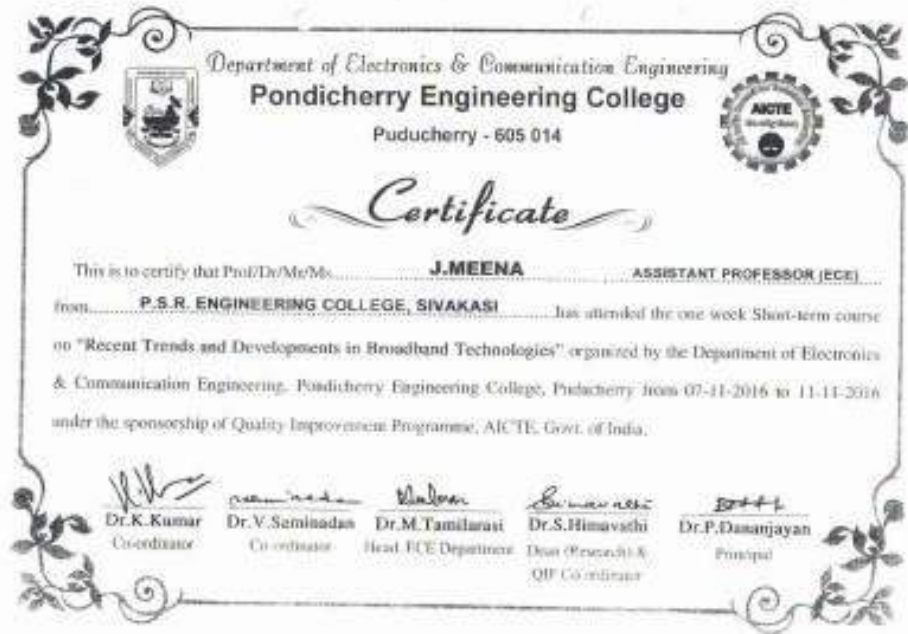 Department of Electronics & Communication Engineering
Pondicherry Engineering College
Puducherry - 605 014
AICTE
Certificate
This is to certify that Prof/Dr/Mr/Ms. J.MEENA ASSISTANT PROFESSOR (ECE)
from P.S.R. ENGINEERING COLLEGE, SIVAKASI has attended the one week Short-term course
on "Recent Trends and Developments in Broadband Technologies" organized by the Department of Electronics
& Communication Engineering, Pondicherry Engineering College, Puducherry from 07-11-2016 to 11-11-2016
under the sponsorship of Quality Improvement Programme, AICTE, Govt. of India.
Dr.K.Kumar Dr.V.Seminadan Dr.M.Tamilarasi Dr.S.Himavathi Dr.P.Dananjayan
Co-ordinator Co-ordinator Head ECE Department Dean (Research) & Principal
QIP Co-ordinator